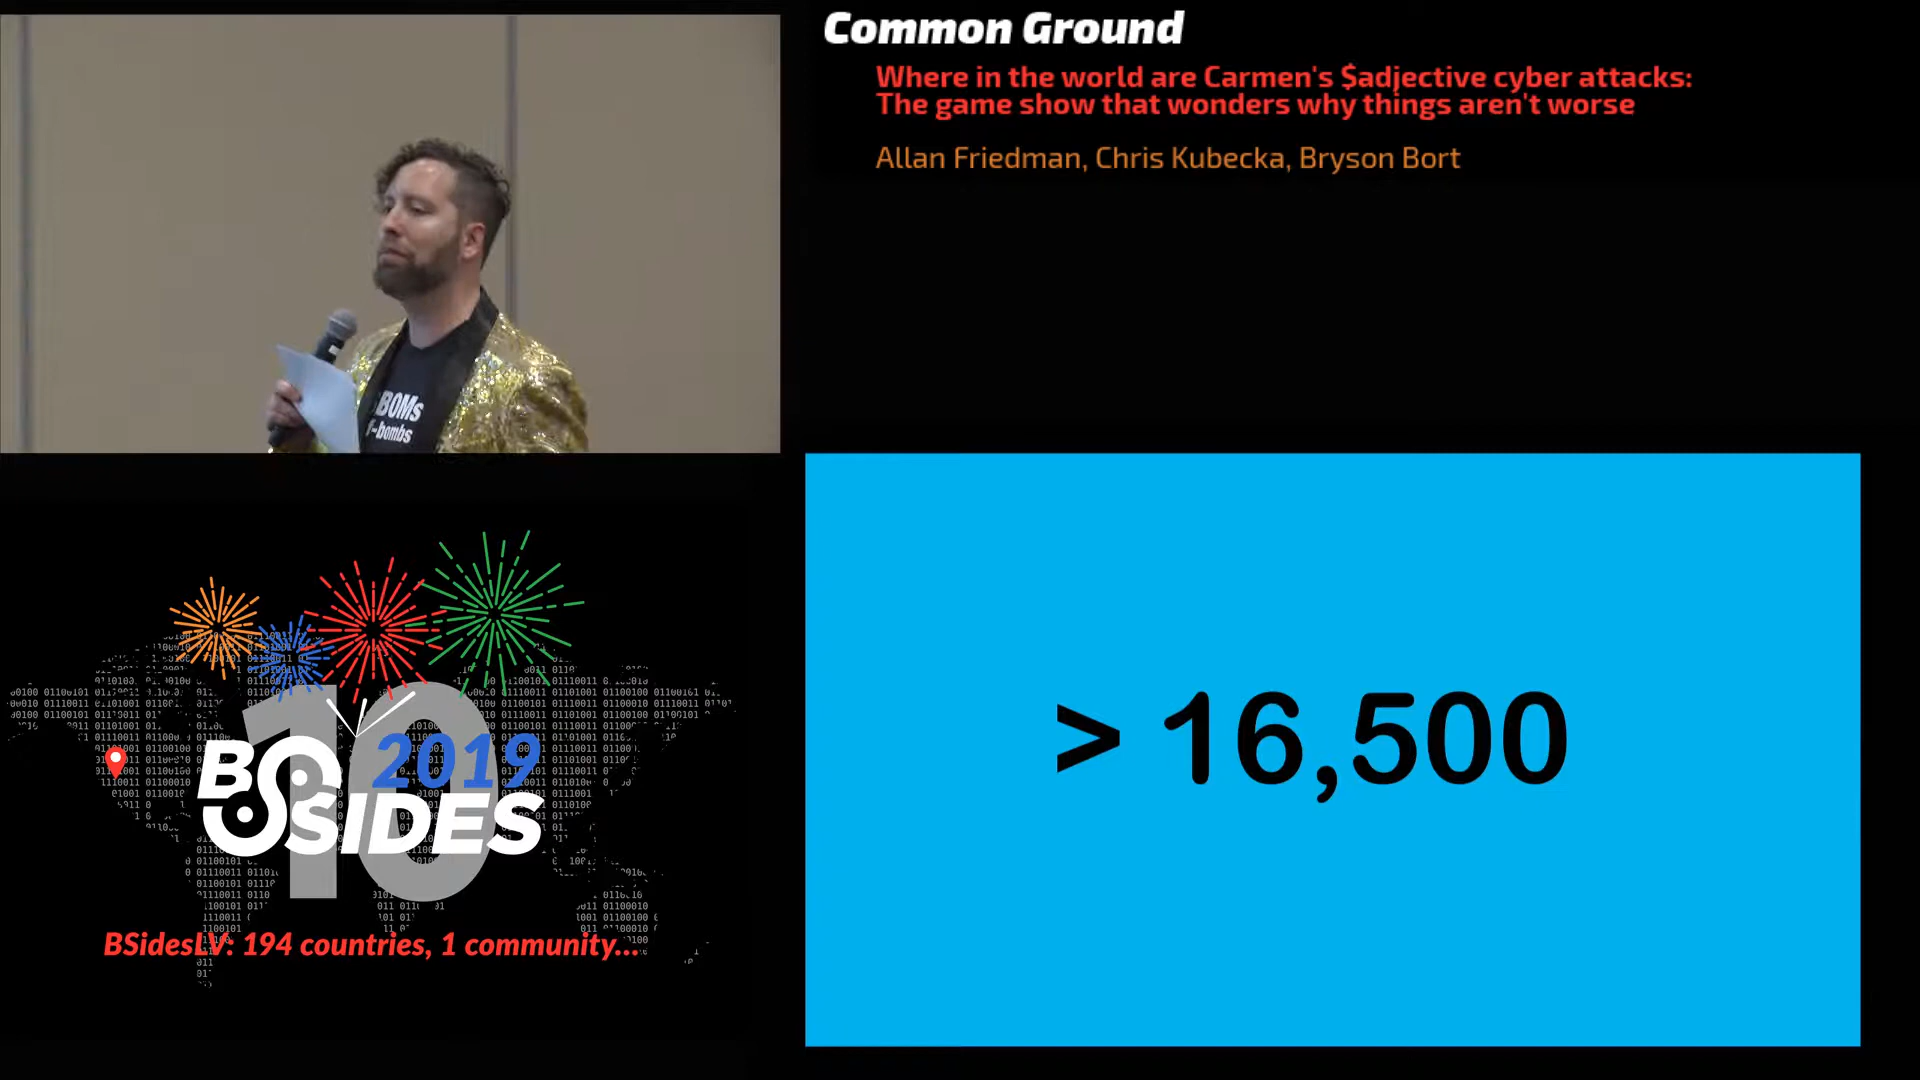 Common Ground
Where in the world are Carmen's $adjective cyber attacks:
The game show that wonders why things aren't worse
Allan Friedman, Chris Kubecka, Bryson Bort
BOMs
f-bombs
> 16,500
10
2019
BSIDES
BSidesLV: 194 countries, 1 community...